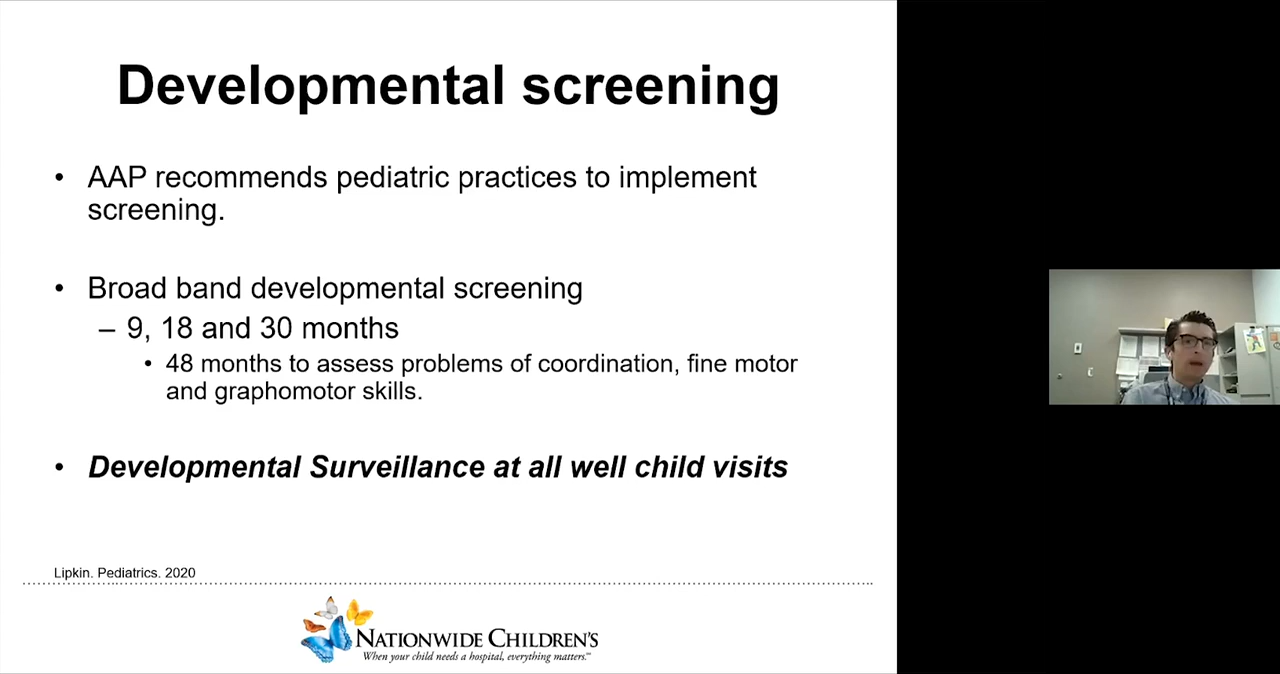 Developmental screening
• AAP recommends pediatric practices to implement
screening.
• Broad band developmental screening
– 9, 18 and 30 months
• 48 months to assess problems of coordination, fine motor
and graphomotor skills.
• Developmental Surveillance at all well child visits
Lipkin. Pediatrics. 2020
NATIONWIDE CHILDREN'S
When your child needs a hospital, everything matters.™